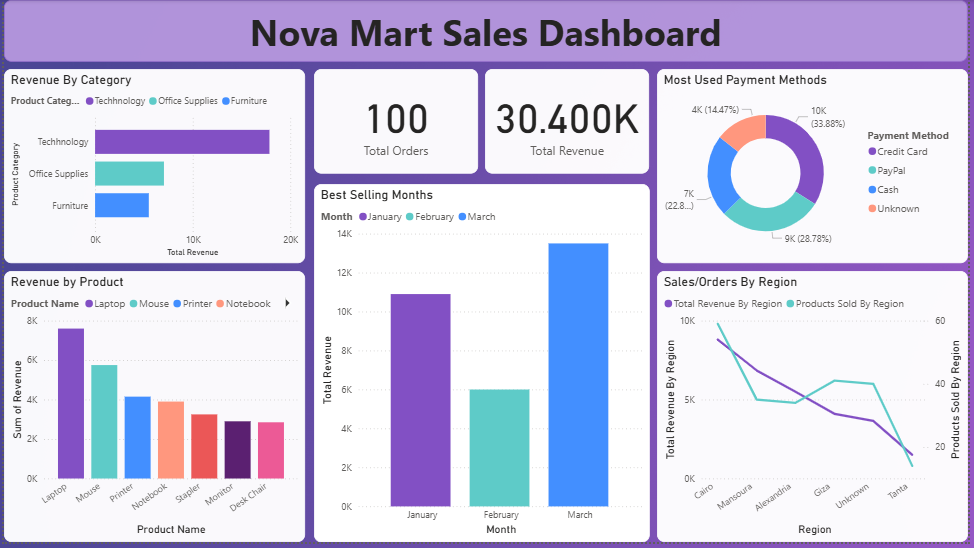 Nova Mart Sales Dashboard
Revenue By Category
Product Categ... Techhnology Office Supplies Furniture
Product Category
Techhnology
Office Supplies
Furniture
0K 10K 20K
Total Revenue
100
Total Orders
30.400K
Total Revenue
Most Used Payment Methods
4K (14.47%)
10K
(33.88%)
7K
(22.8...)
9K (28.78%)
Payment Method
Credit Card
PayPal
Cash
Unknown
Best Selling Months
Month January February March
Total Revenue
14K
12K
10K
8K
6K
4K
2K
0K
January February March
Month
Revenue by Product
Product Name Laptop Mouse Printer Notebook
Sum of Revenue
8K
6K
4K
2K
0K
Laptop Mouse Printer Notebook Stapler Monitor Desk Chair
Product Name
Sales/Orders By Region
Total Revenue By Region Products Sold By Region
Total Revenue By Region
10K
5K
0K
60
40
20
Products Sold By Region
Cairo Mansoura Alexandria Giza Unknown Tanta
Region